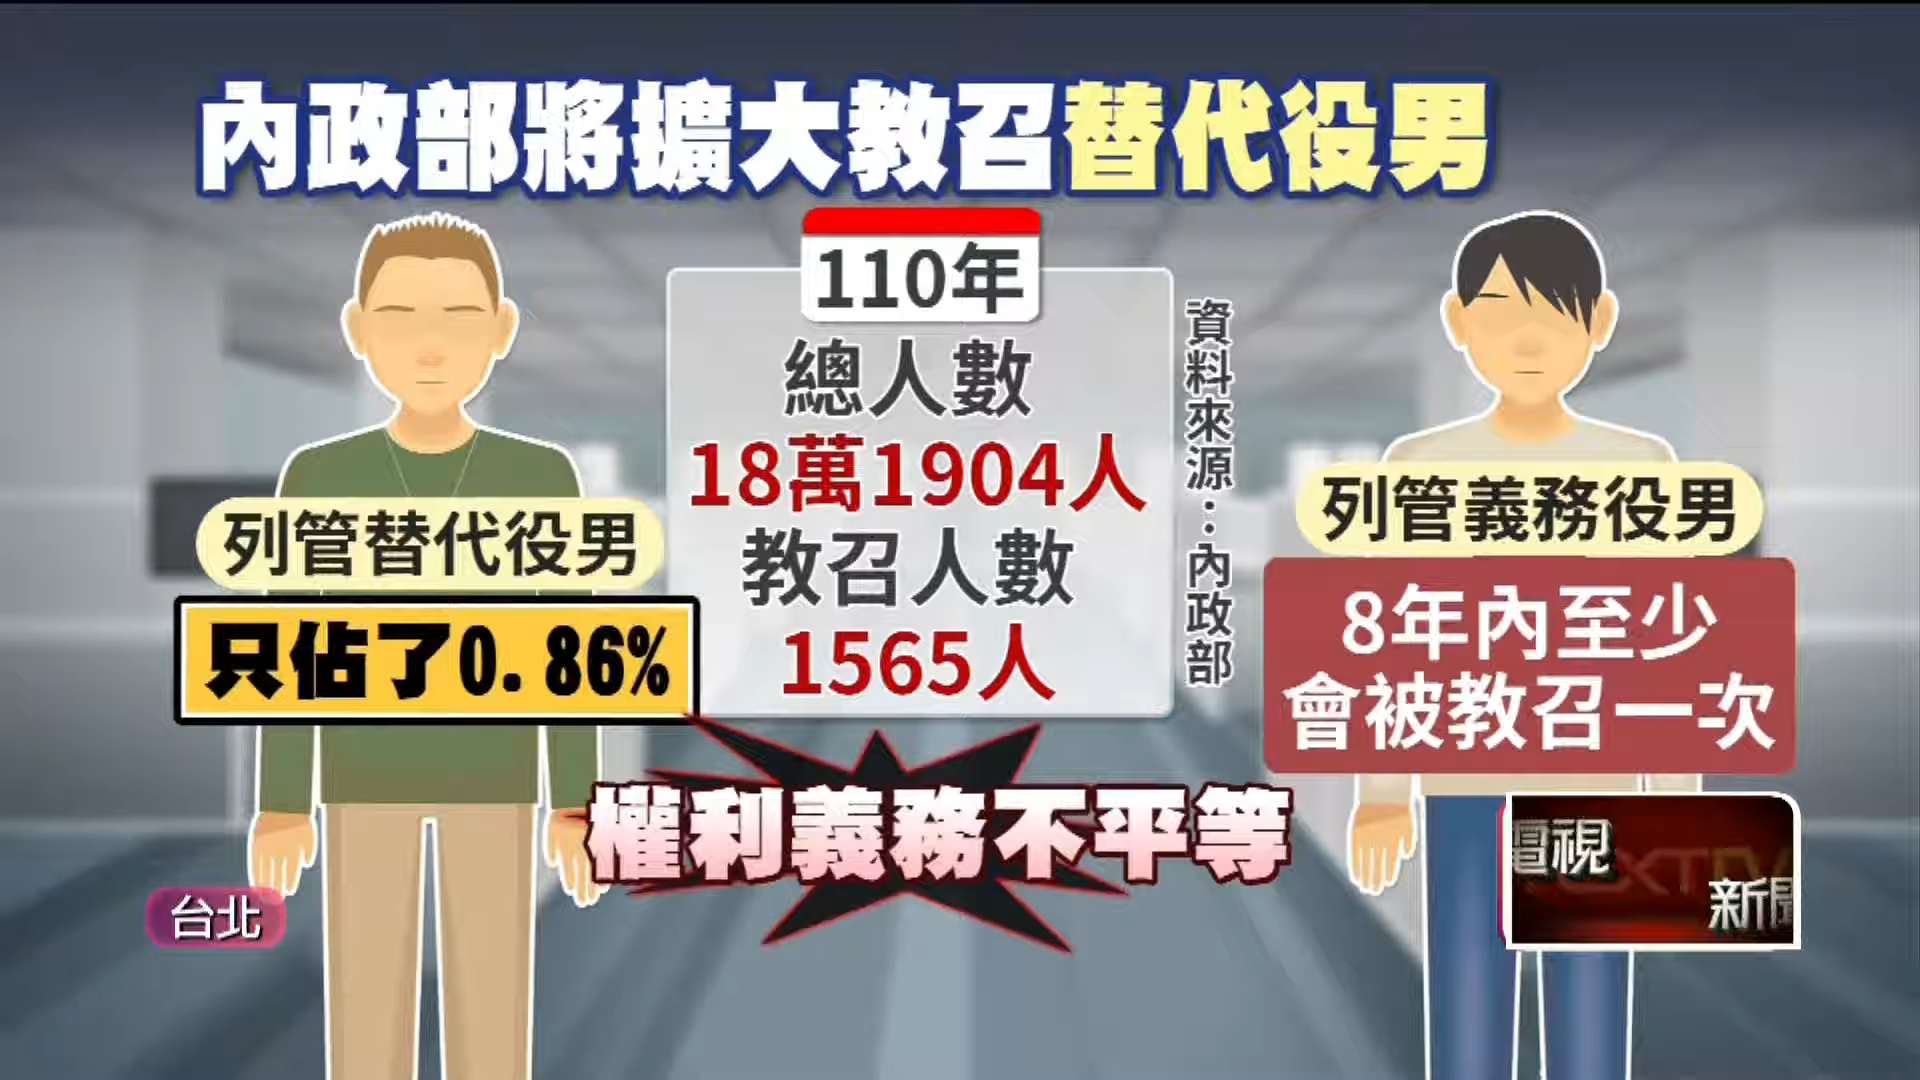 內政部將擴大教召替代役男
110年
總人數
18萬1904人
教召人數
1565人
資料來源：內政部
列管替代役男
只佔了0.86%
列管義務役男
8年內至少
會被教召一次
權利義務不平等
台北
電視
新聞